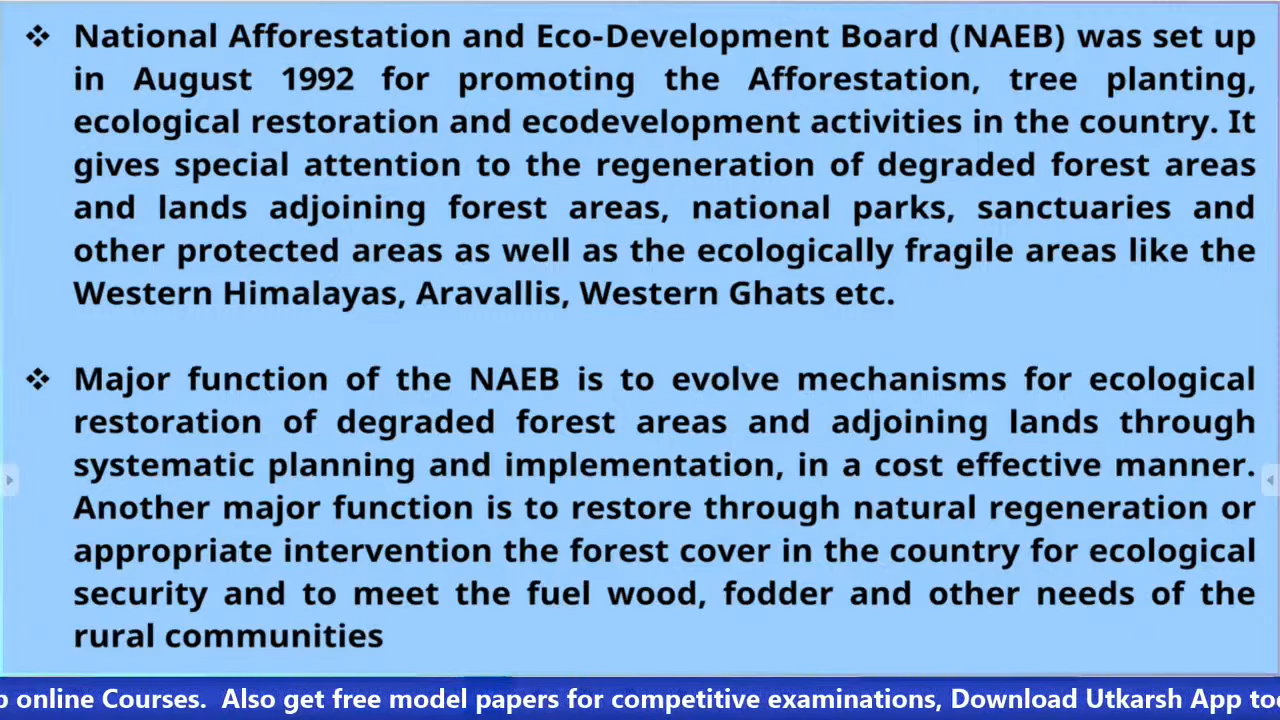 ❖ National Afforestation and Eco-Development Board (NAEB) was set up
in August 1992 for promoting the Afforestation, tree planting,
ecological restoration and ecodevelopment activities in the country. It
gives special attention to the regeneration of degraded forest areas
and lands adjoining forest areas, national parks, sanctuaries and
other protected areas as well as the ecologically fragile areas like the
Western Himalayas, Aravallis, Western Ghats etc.
❖ Major function of the NAEB is to evolve mechanisms for ecological
restoration of degraded forest areas and adjoining lands through
systematic planning and implementation, in a cost effective manner.
Another major function is to restore through natural regeneration or
appropriate intervention the forest cover in the country for ecological
security and to meet the fuel wood, fodder and other needs of the
rural communities
online Courses. Also get free model papers for competitive examinations, Download Utkarsh App